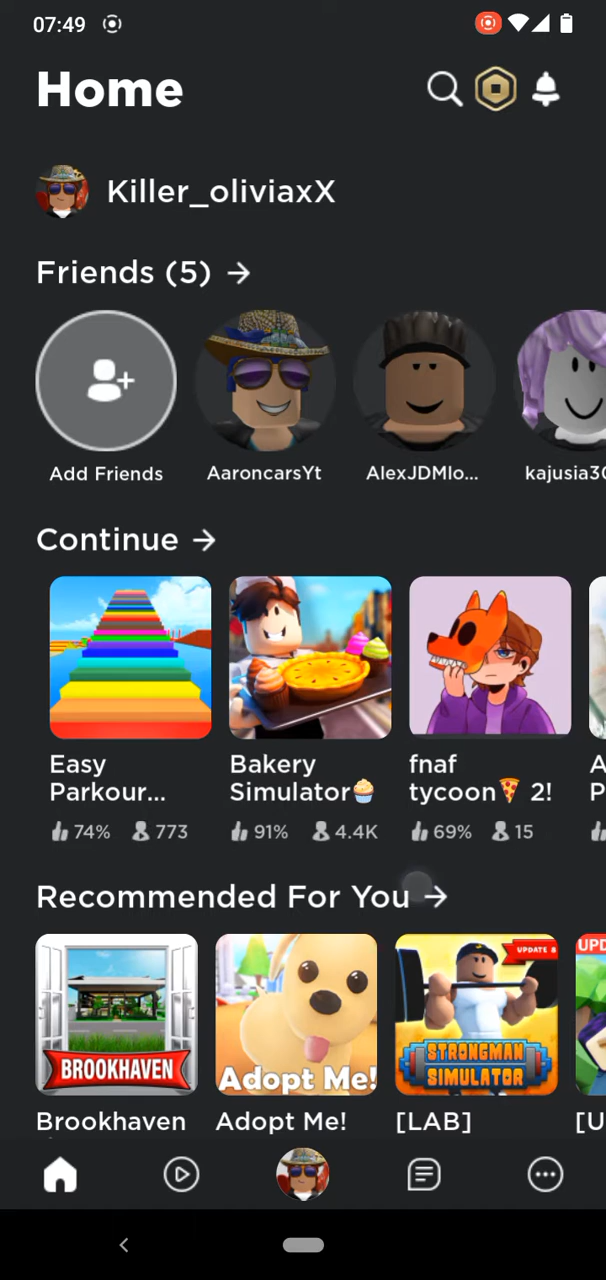 07:49
Home
Killer_oliviaxX
Friends (5)
Add Friends
AaroncarsYt
AlexJDMlo...
kajusia3
Continue
Easy
Parkour...
74% 773
Bakery
Simulator🧁
91% 4.4K
fnaf
tycoon🍕 2!
69% 15
A
P
Recommended For You
BROOKHAVEN
Adopt Me!
UPDATE 8
STRONGMAN
SIMULATOR
UPD
Brookhaven
Adopt Me!
[LAB]
[U